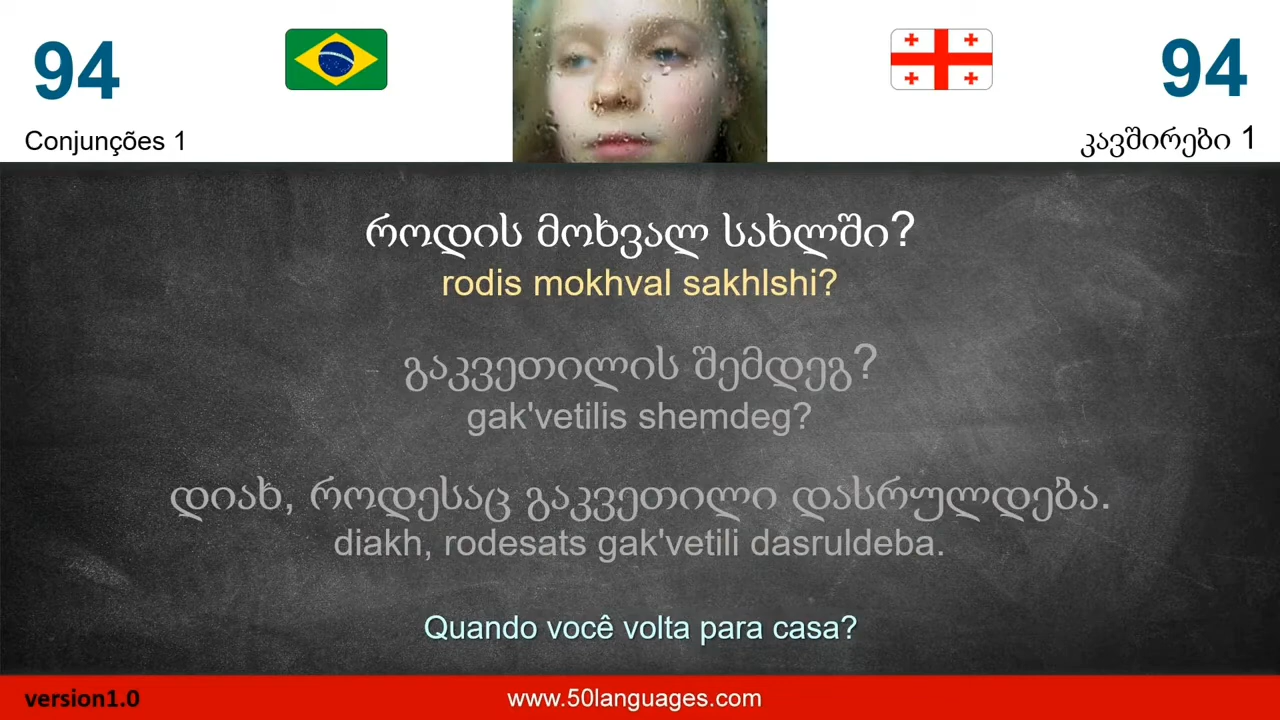 94
94
Conjunções 1
კავშირები 1
როდის მოხვალ სახლში?
rodis mokhval sakhlshi?
გაკვეთილის შემდეგ?
gak'vetilis shemdeg?
დიახ, როდესაც გაკვეთილი დასრულდება.
diakh, rodesats gak'vetili dasruldeba.
Quando você volta para casa?
version1.0
www.50languages.com